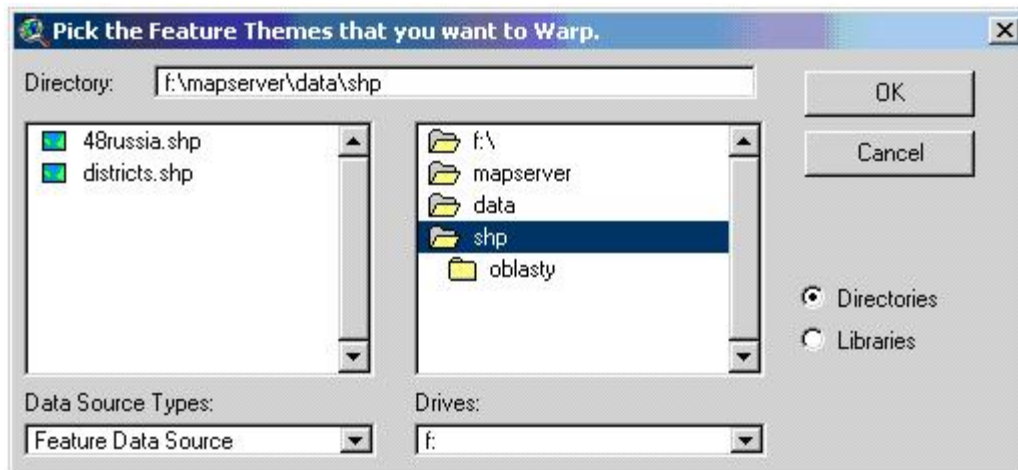 Pick the Feature Themes that you want to Warp.
Directory: f:\mapserver\data\shp
OK
Cancel
48russia.shp
districts.shp
f:\
mapserver
data
shp
oblasty
Directories
Libraries
Data Source Types:
Feature Data Source
Drives:
f: